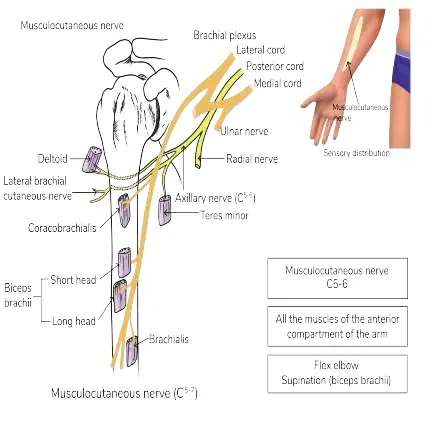 Musculocutaneous nerve
Brachial plexus
Lateral cord
Posterior cord
Medial cord
Ulnar nerve
Radial nerve
Deltoid
Lateral brachial
cutaneous nerve
Axillary nerve (C5-6)
Teres minor
Coracobrachialis
Short head
Biceps
brachii
Long head
Brachialis
Musculocutaneous nerve (C5-7)
Musculocutaneous
nerve
Sensory distribution
Musculocutaneous nerve
C5-6
All the muscles of the anterior
compartment of the arm
Flex elbow
Supination (biceps brachii)